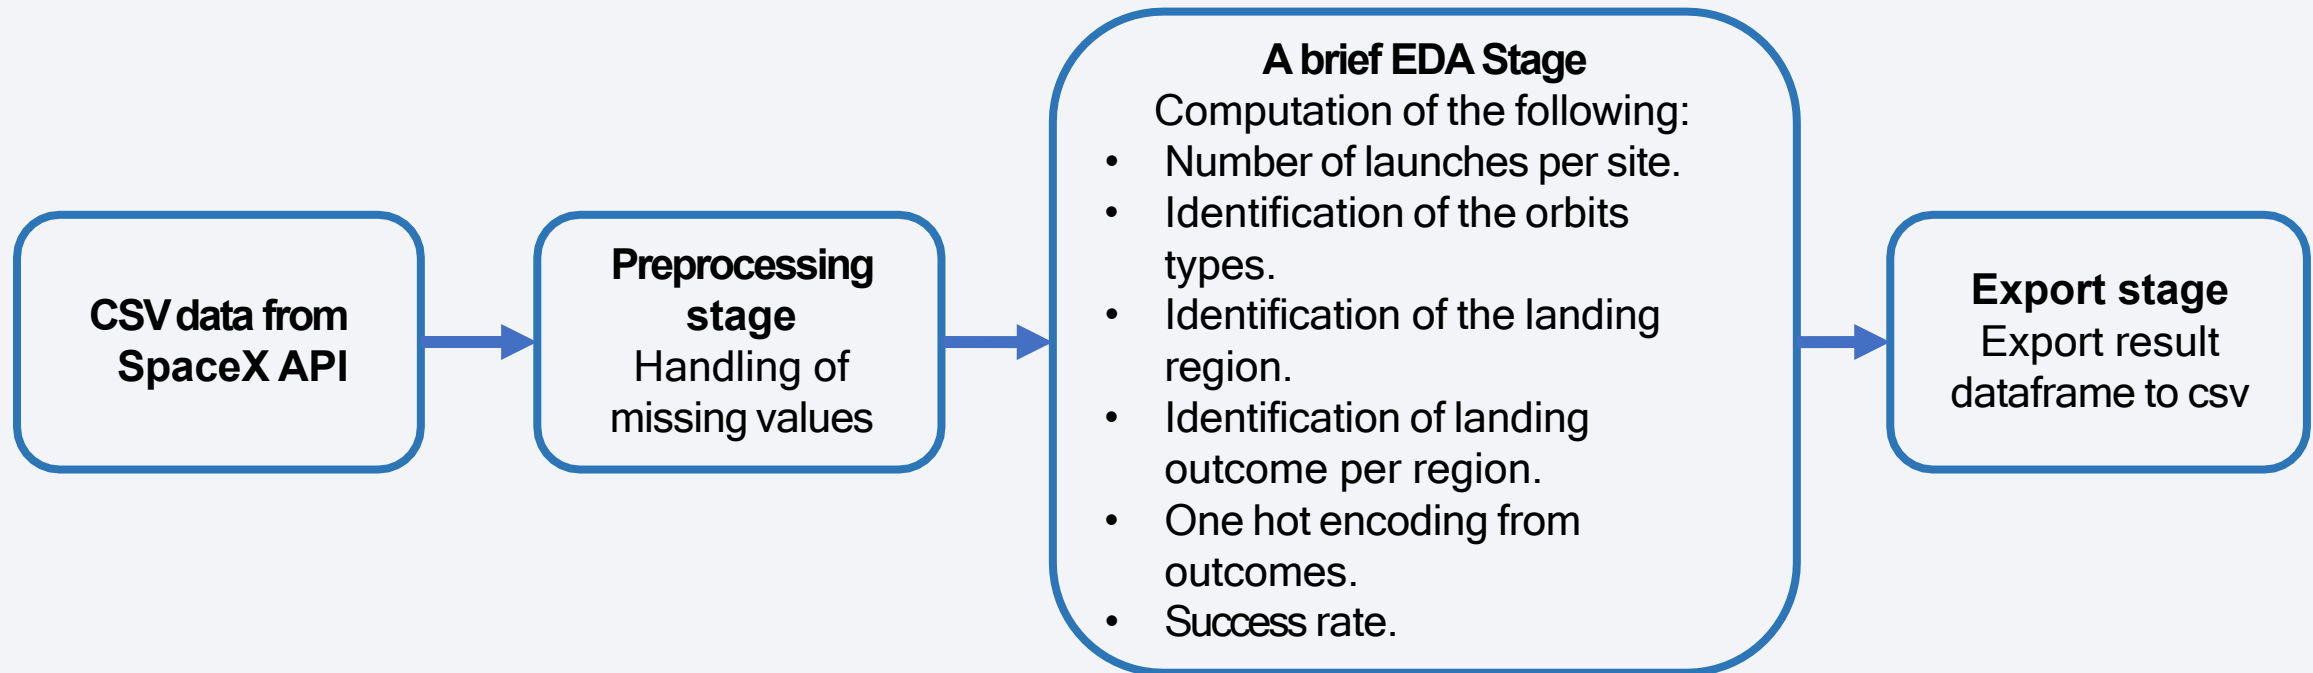 CSV data from
SpaceX API
Preprocessing
stage
Handling of
missing values
A brief EDA Stage
Computation of the following:
• Number of launches per site.
• Identification of the orbits
types.
• Identification of the landing
region.
• Identification of landing
outcome per region.
• One hot encoding from
outcomes.
• Success rate.
Export stage
Export result
dataframe to csv